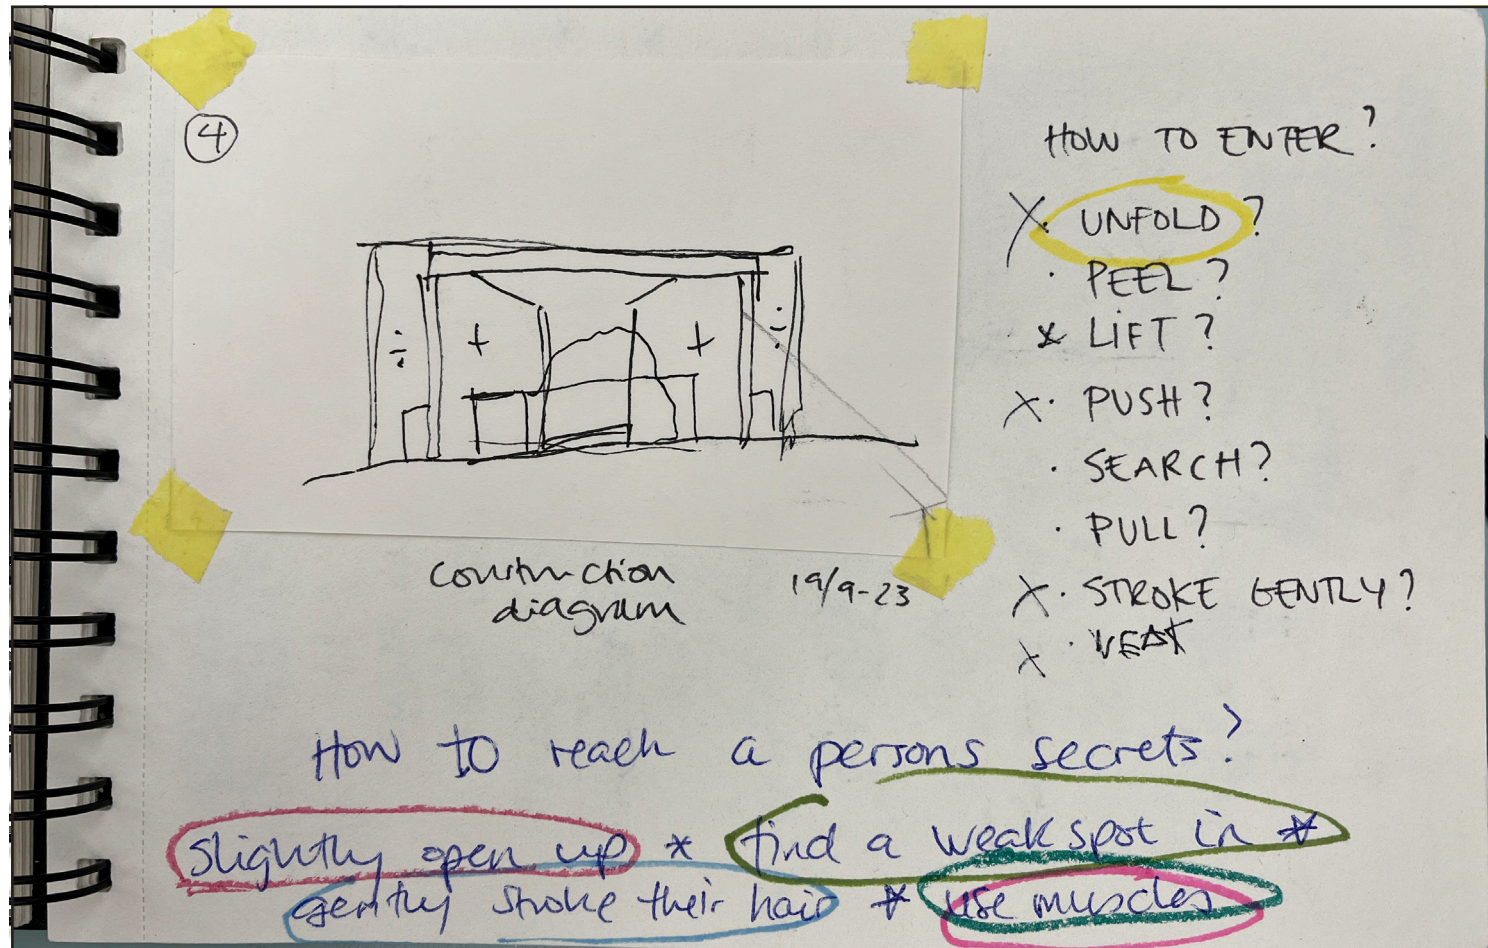 4
construction
diagram
19/9-23
HOW TO ENTER?
X · UNFOLD?
· PEEL?
x LIFT?
X · PUSH?
· SEARCH?
· PULL?
X · STROKE GENTLY?
X ·
How to reach a persons secrets?
slightly open up * find a weak spot in *
gently stroke their hair * use muscles